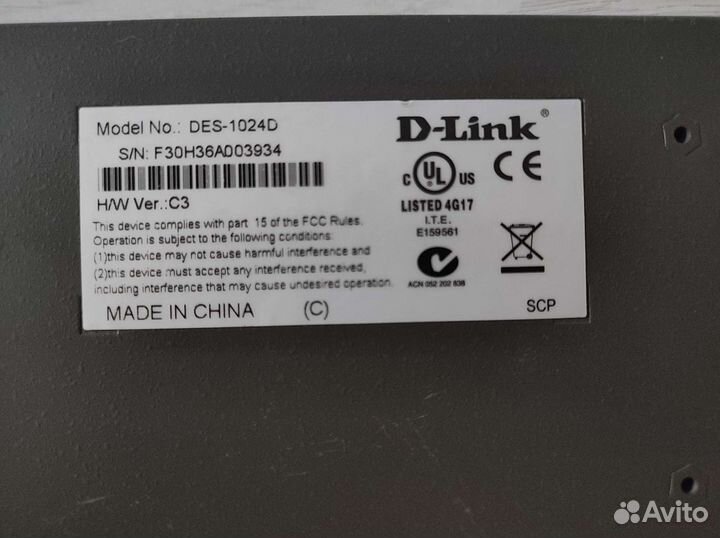 Model No.: DES-1024D
S/N: F30H36A003934
H/W Ver.:C3
This device complies with part 15 of the FCC Rules.
Operation is subject to the following conditions:
(1)this device may not cause harmful interference and
(2)this device must accept any interference received,
including interference that may cause undesired operation.
MADE IN CHINA (C)
D-Link®
C UL US
CE
LISTED 4G17
I.T.E.
E159561
ACN 052 202 838
SCP
Avito